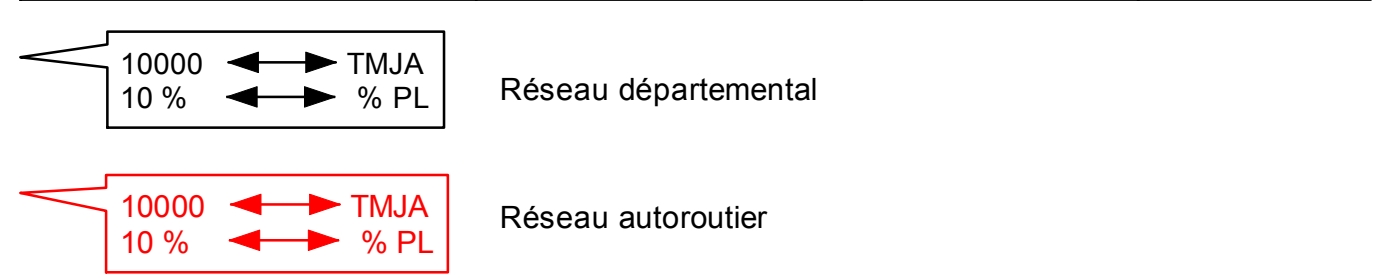 10000 TMJA
10 % % PL
Réseau départemental
10000 TMJA
10 % % PL
Réseau autoroutier